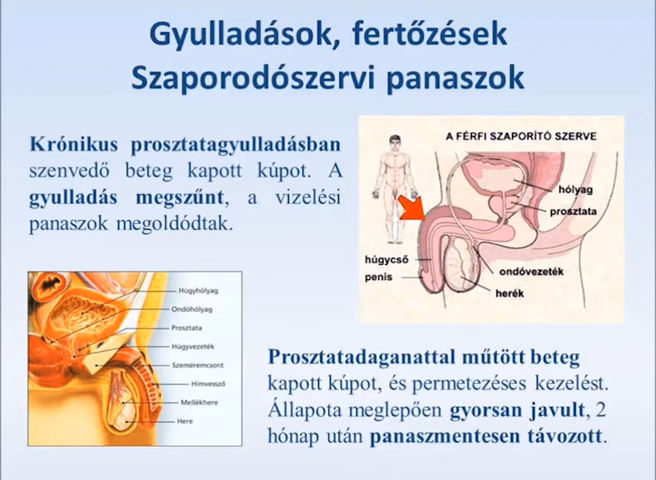 Gyulladások, fertőzések
Szaporodószervi panaszok
Krónikus prosztatagyulladásban
szenvedő beteg kapott kúpot. A
gyulladás megszűnt, a vizelési
panaszok megoldódtak.
A FÉRFI SZAPORÍTÓ SZERVE
hólyag
prosztata
húgycső
penis
ondóvezeték
herék
Húgyhólyag
Ondóhólyag
Prosztata
Húgyvezeték
Szeméremcsont
Hímvessző
Mellékhere
Here
Prosztatadaganattal műtött beteg
kapott kúpot, és permetezéses kezelést.
Állapota meglepően gyorsan javult, 2
hónap után panaszmentesen távozott.